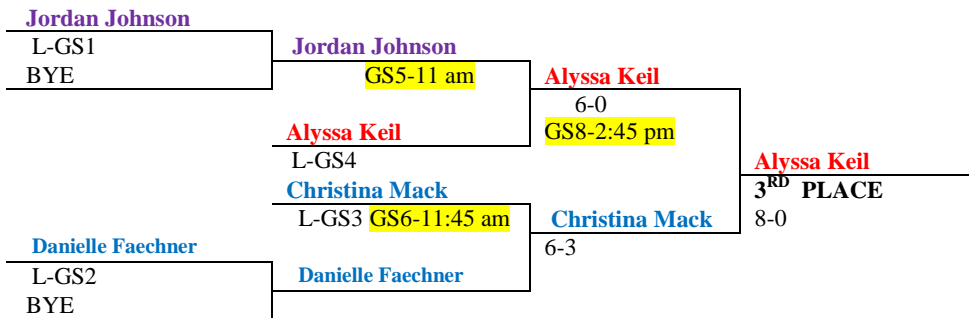 Jordan Johnson
L-GS1
BYE
Jordan Johnson
GS5-11 am
Alyssa Keil
L-GS4
Alyssa Keil
6-0
GS8-2:45 pm
Christina Mack
L-GS3 GS6-11:45 am
Danielle Faechner
L-GS2
BYE
Danielle Faechner
Christina Mack
6-3
Alyssa Keil
3RD PLACE
8-0